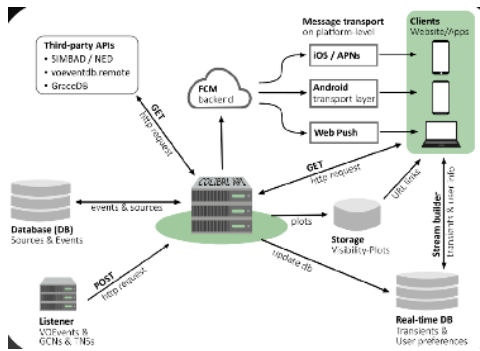 Third-party APIs
• SIMBAD / NED
• voeventdb.remote
• GraceDB
Message transport
on platform-level
Clients
Website/Apps
iOS / APNs
FCM
backend
Android
transport layer
Web Push
GET
http request
GET
http request
COLIBRI API
Database (DB)
Sources & Events
events & sources
plots
Storage
Visibility-Plots
URL links
Stream builder
transients & user info
update db
POST
http request
Listener
VOEvents &
GCNs & TNSs
Real-time DB
Transients &
User preferences